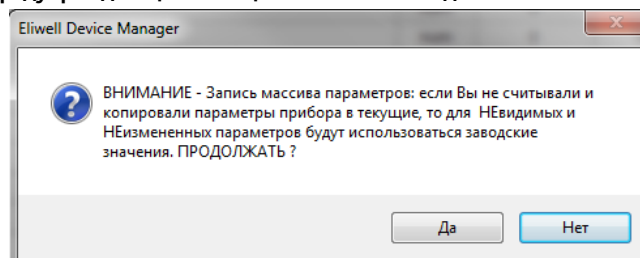 Eliwell Device Manager
ВНИМАНИЕ - Запись массива параметров: если Вы не считывали и
копировали параметры прибора в текущие, то для НЕвидимых и
НЕизмененных параметров будут использоваться заводские
значения. ПРОДОЛЖАТЬ ?
Да
Нет